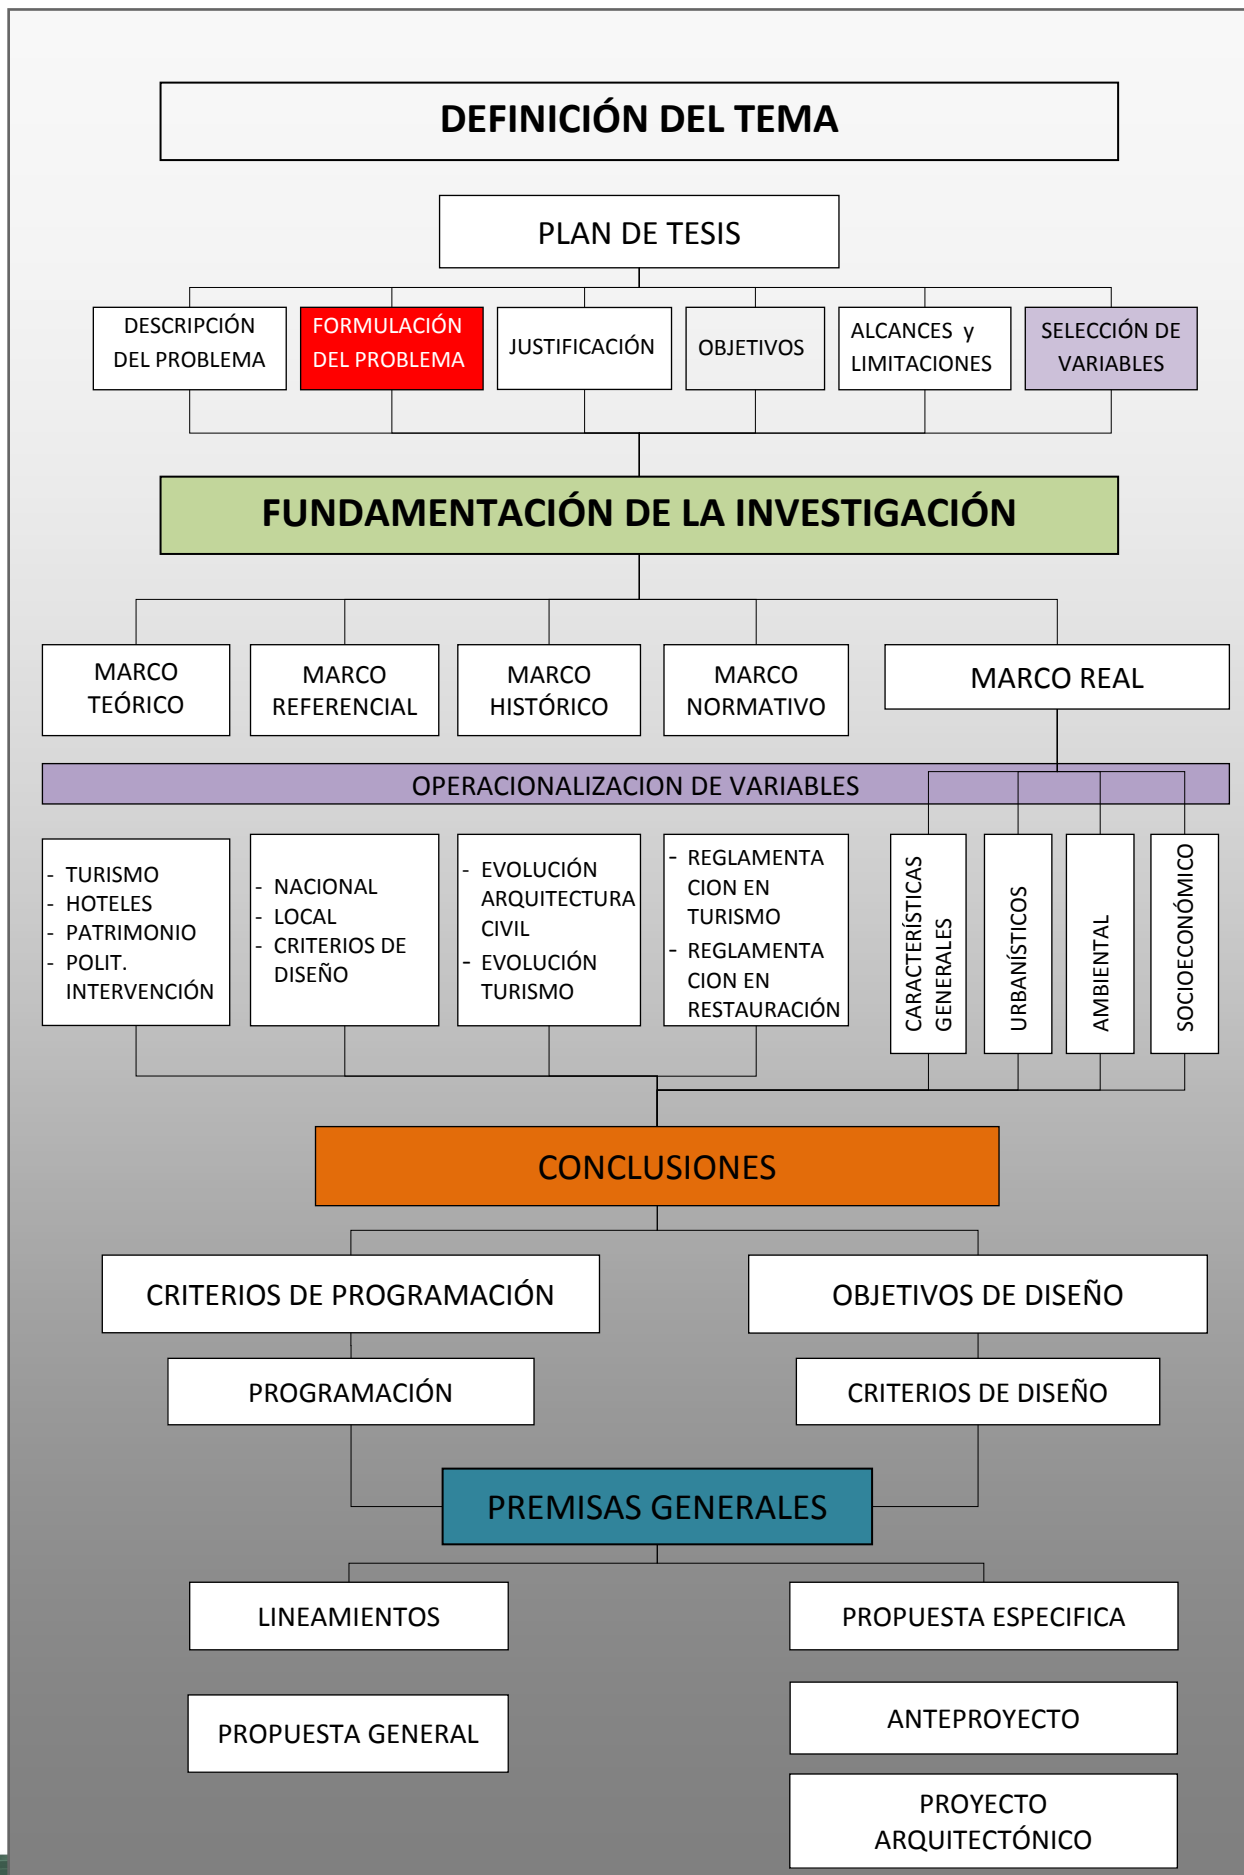 DEFINICIÓN DEL TEMA
PLAN DE TESIS
DESCRIPCIÓN
DEL PROBLEMA
FORMULACIÓN
DEL PROBLEMA
JUSTIFICACIÓN
OBJETIVOS
ALCANCES y
LIMITACIONES
SELECCIÓN DE
VARIABLES
FUNDAMENTACIÓN DE LA INVESTIGACIÓN
MARCO
TEÓRICO
MARCO
REFERENCIAL
MARCO
HISTÓRICO
MARCO
NORMATIVO
MARCO REAL
OPERACIONALIZACION DE VARIABLES
- TURISMO
- HOTELES
- PATRIMONIO
- POLIT.
INTERVENCIÓN
- NACIONAL
- LOCAL
- CRITERIOS DE
DISEÑO
- EVOLUCIÓN
ARQUITECTURA
CIVIL
- EVOLUCIÓN
TURISMO
- REGLAMENTA
CION EN
TURISMO
- REGLAMENTA
CION EN
RESTAURACIÓN
CARACTERÍSTICAS
GENERALES
URBANÍSTICOS
AMBIENTAL
SOCIOECONÓMICO
CONCLUSIONES
CRITERIOS DE PROGRAMACIÓN
OBJETIVOS DE DISEÑO
PROGRAMACIÓN
CRITERIOS DE DISEÑO
PREMISAS GENERALES
LINEAMIENTOS
PROPUESTA ESPECIFICA
PROPUESTA GENERAL
ANTEPROYECTO
PROYECTO
ARQUITECTÓNICO